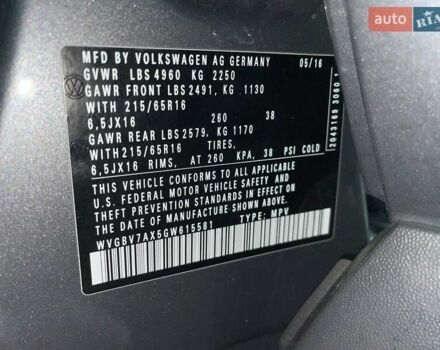 AUTO RIA
MFD BY VOLKSWAGEN AG GERMANY 05/16
GVWR LBS 4960 KG 2250
GAWR FRONT LBS 2491, KG 1130
WITH 215/65R16
6,5JX16 260 38
GAWR REAR LBS 2579, KG 1170
WITH 215/65R16 TIRES,
6,5JX16 RIMS, AT 260 KPA, 38 PSI COLD
THIS VEHICLE CONFORMS TO ALL APPLICABLE
U.S. FEDERAL MOTOR VEHICLE SAFETY AND
THEFT PREVENTION STANDARDS IN EFFECT ON
THE DATE OF MANUFACTURE SHOWN ABOVE.
WVGBV7AX5GW615581 TYPE: MPV
2043169 3060 1